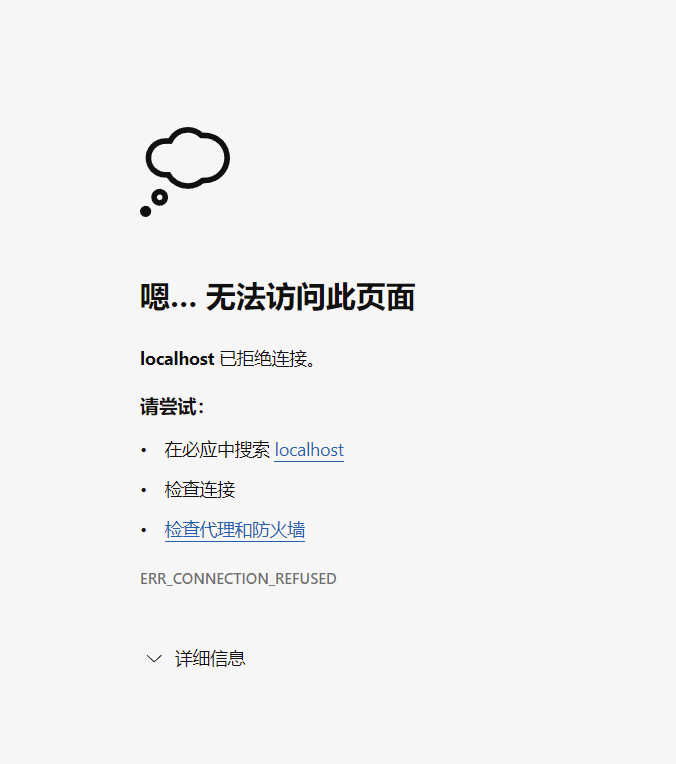 嗯… 无法访问此页面
localhost 已拒绝连接。
请尝试：
• 在必应中搜索 localhost
• 检查连接
• 检查代理和防火墙
ERR_CONNECTION_REFUSED
详细信息